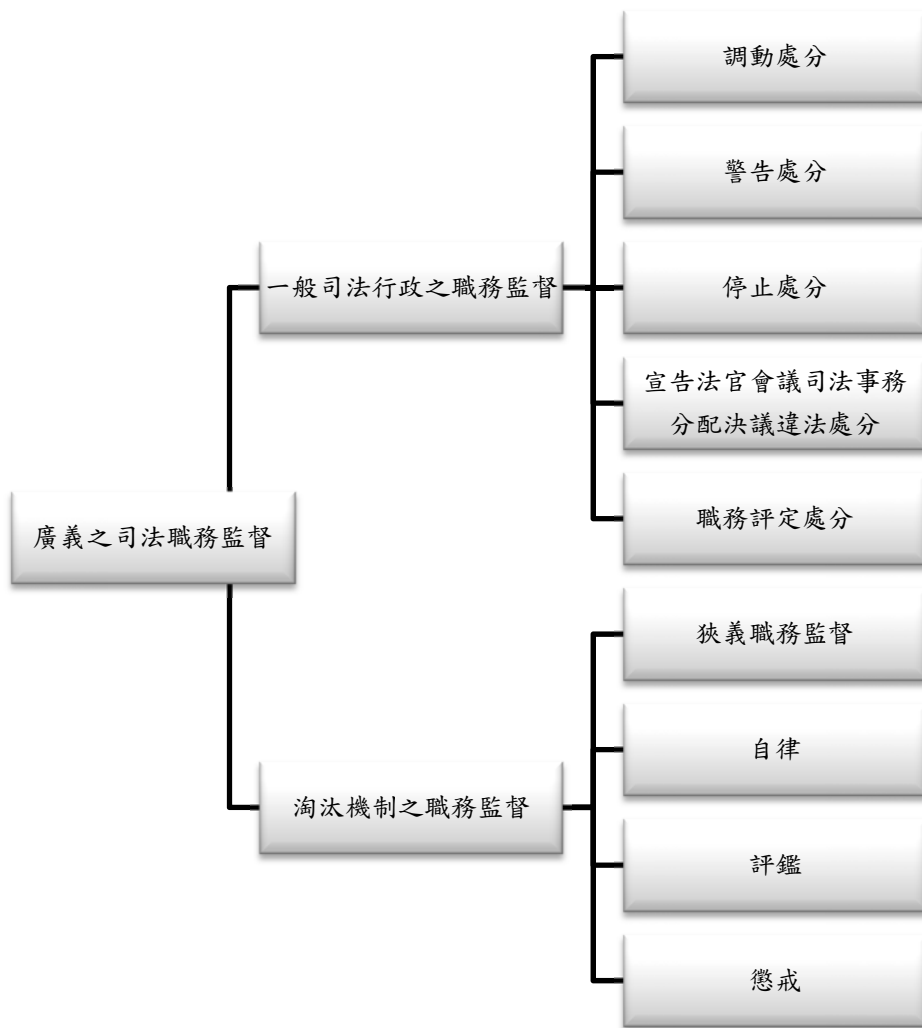 廣義之司法職務監督
一般司法行政之職務監督
調動處分
警告處分
停止處分
宣告法官會議司法事務
分配決議違法處分
職務評定處分
淘汰機制之職務監督
狹義職務監督
自律
評鑑
懲戒